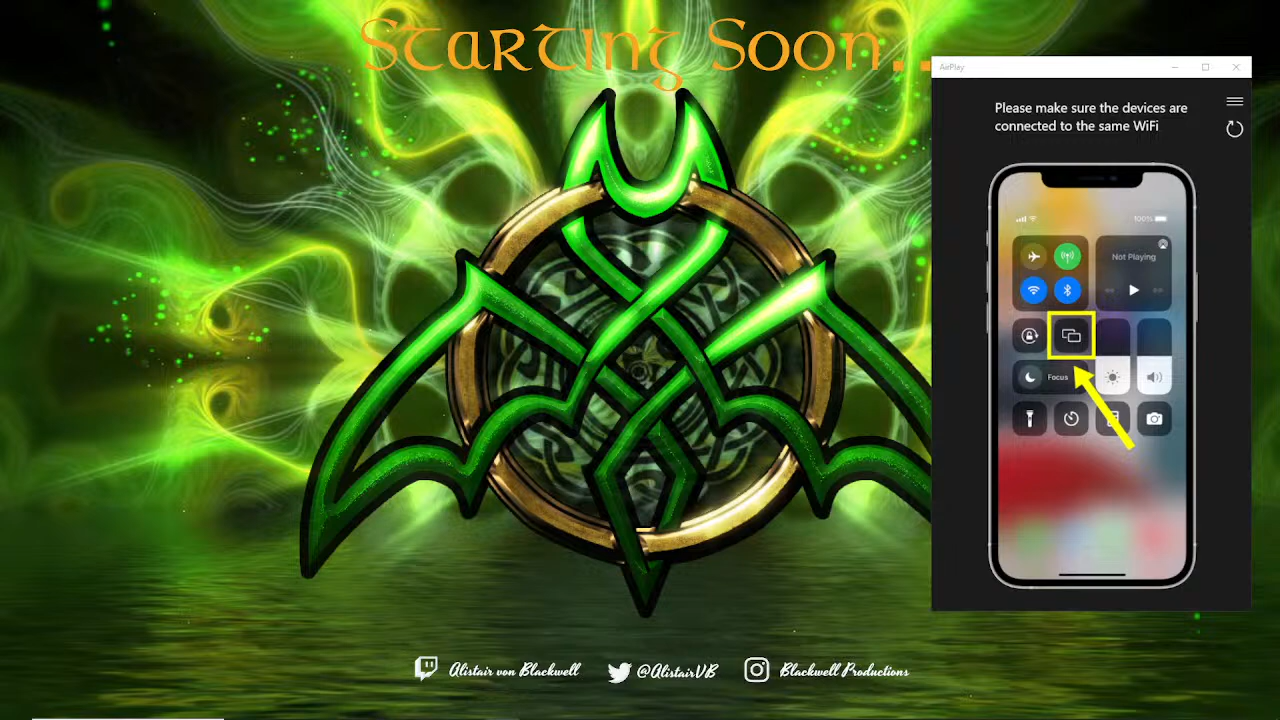 Starting Soon..
AirPlay
Please make sure the devices are
connected to the same WiFi
100%
Not Playing
Focus
Alistair von Blackwell
@AlistairVB
Blackwell Productions